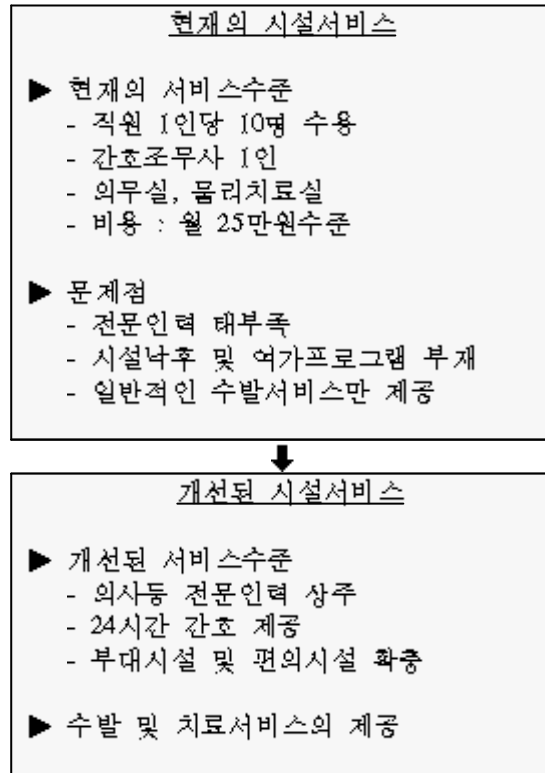 현재의 시설서비스
▶ 현재의 서비스수준
- 직원 1인당 10명 수용
- 간호조무사 1인
- 의무실, 물리치료실
- 비용 : 월 25만원수준
▶ 문제점
- 전문인력 태부족
- 시설낙후 및 여가프로그램 부재
- 일반적인 수발서비스만 제공
개선된 시설서비스
▶ 개선된 서비스수준
- 의사등 전문인력 상주
- 24시간 간호 제공
- 부대시설 및 편의시설 확충
▶ 수발 및 치료서비스의 제공